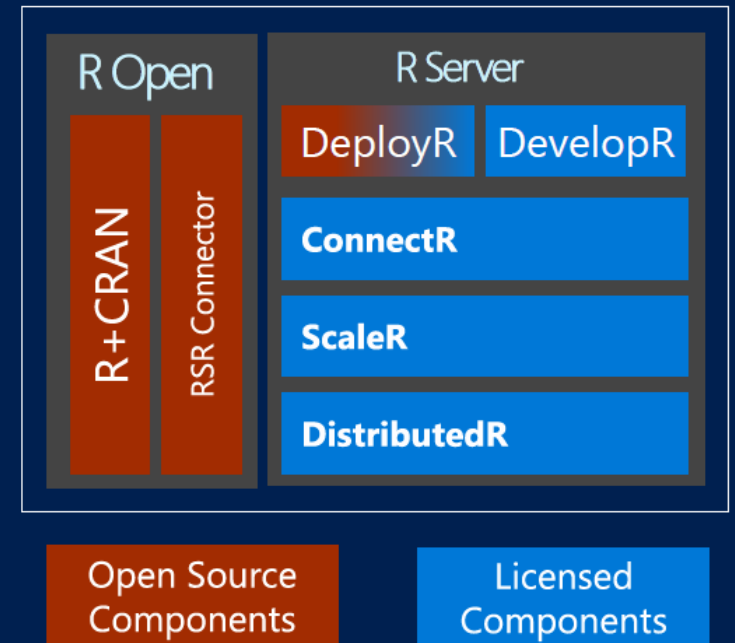 R Open
R+CRAN
RSR Connector
R Server
DeployR
DevelopR
ConnectR
ScaleR
DistributedR
Open Source
Components
Licensed
Components